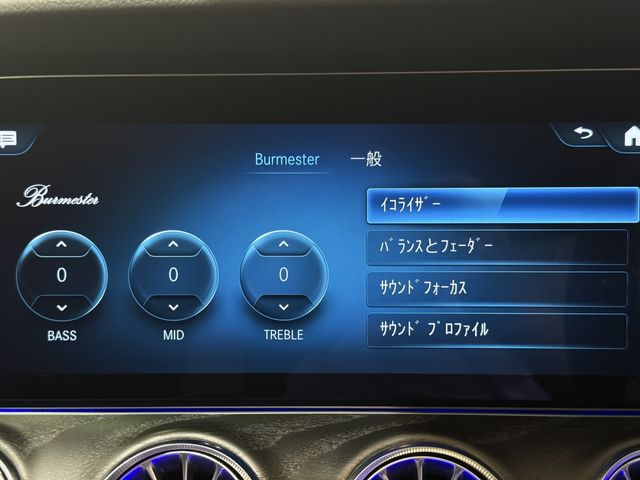 Burmester 一般
Burmester
イコライザー
バランスとフェーダー
サウンドフォーカス
サウンド プロファイル
0 0 0
BASS MID TREBLE